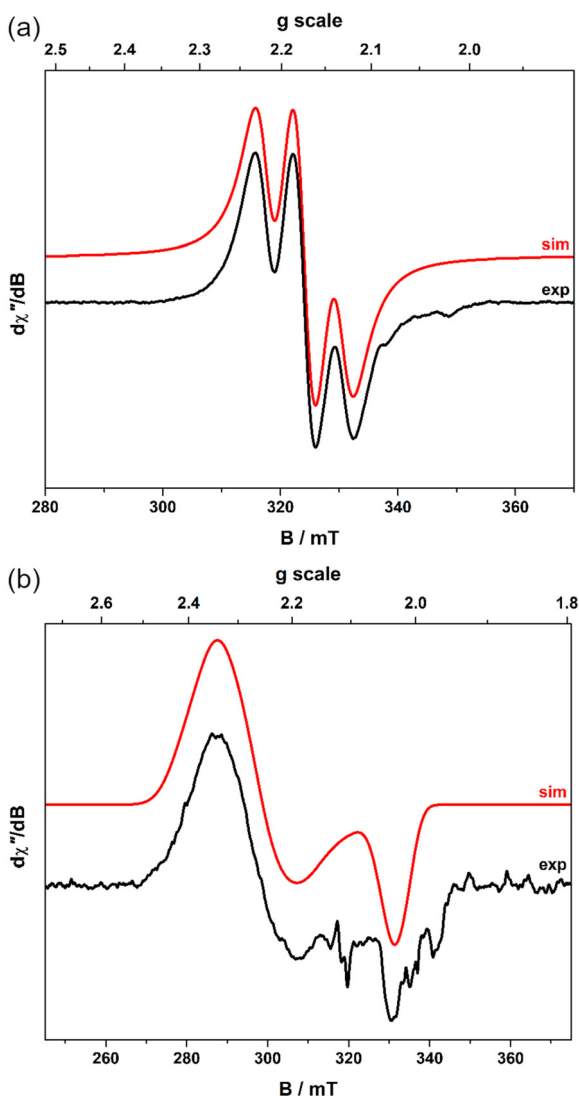 (a)
g scale
2.5 2.4 2.3 2.2 2.1 2.0
dχ"/dB
sim
exp
280 300 320 340 360
B / mT
(b)
g scale
2.6 2.4 2.2 2.0 1.8
dχ"/dB
sim
exp
260 280 300 320 340 360
B / mT